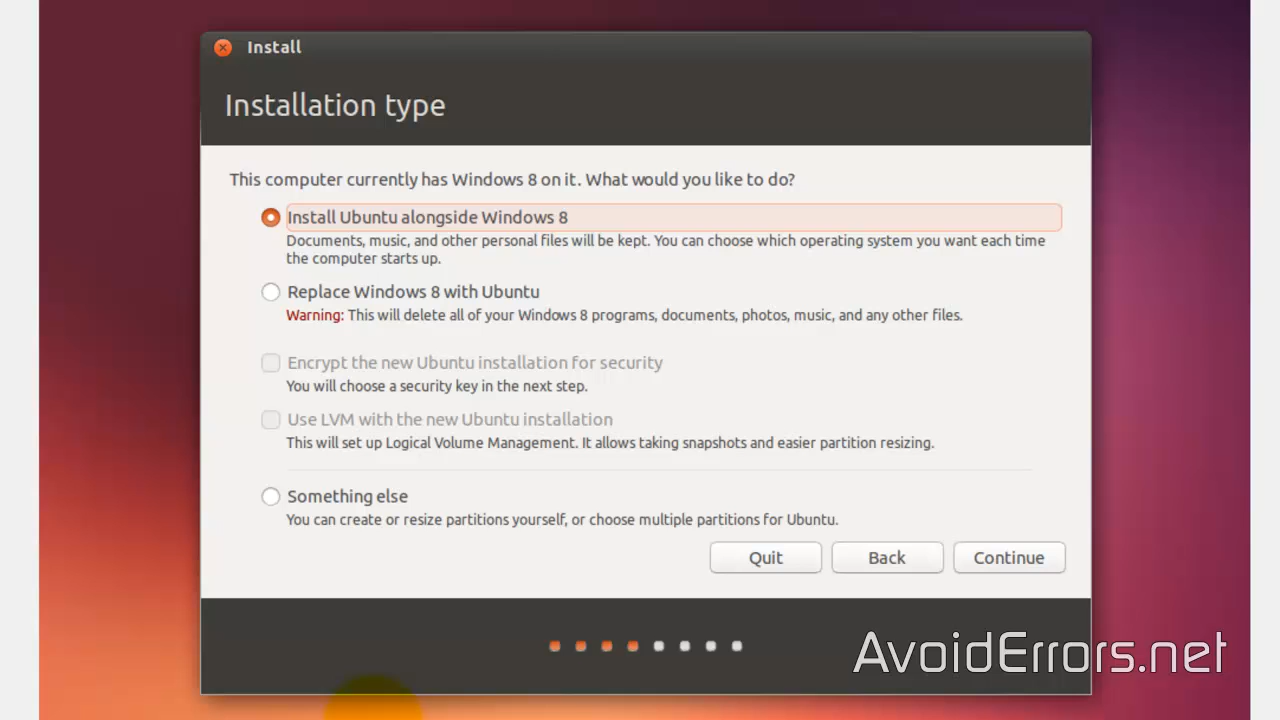 Install
Installation type
This computer currently has Windows 8 on it. What would you like to do?
Install Ubuntu alongside Windows 8
Documents, music, and other personal files will be kept. You can choose which operating system you want each time
the computer starts up.
Replace Windows 8 with Ubuntu
Warning: This will delete all of your Windows 8 programs, documents, photos, music, and any other files.
Encrypt the new Ubuntu installation for security
You will choose a security key in the next step.
Use LVM with the new Ubuntu installation
This will set up Logical Volume Management. It allows taking snapshots and easier partition resizing.
Something else
You can create or resize partitions yourself, or choose multiple partitions for Ubuntu.
Quit Back Continue
AvoidErrors.net